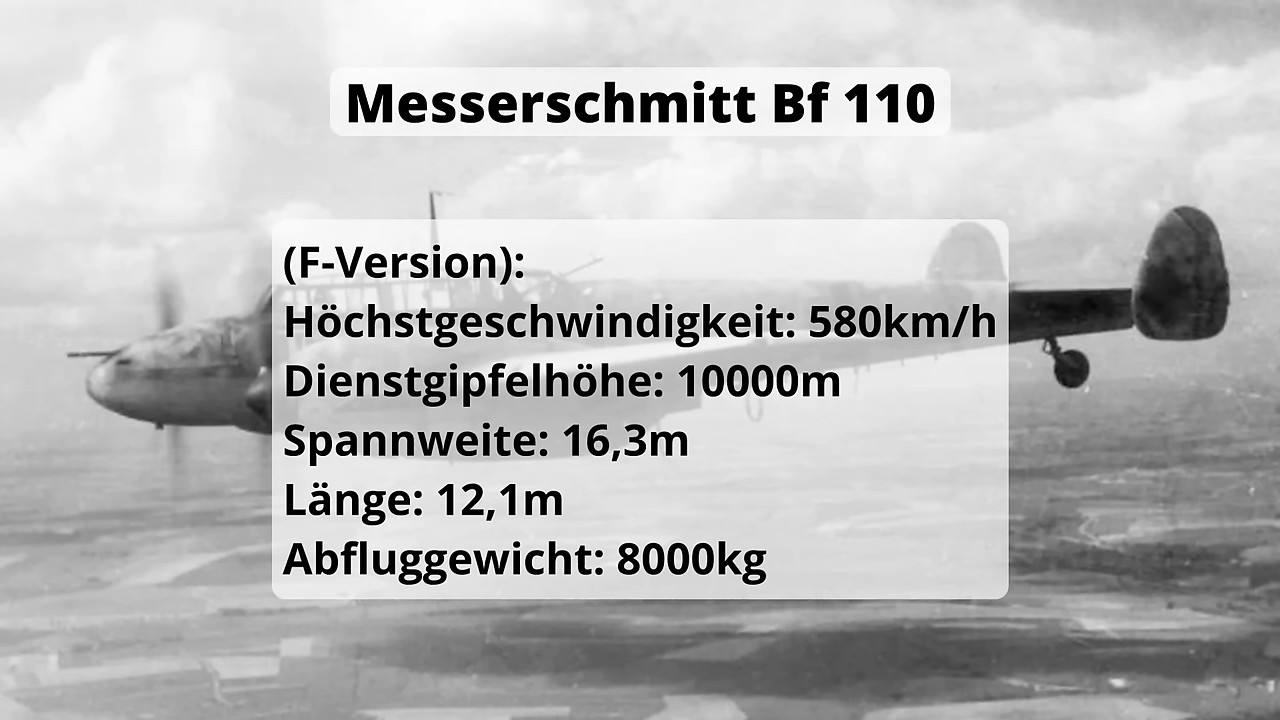 Messerschmitt Bf 110
(F-Version):
Höchstgeschwindigkeit: 580km/h
Dienstgipfelhöhe: 10000m
Spannweite: 16,3m
Länge: 12,1m
Abfluggewicht: 8000kg